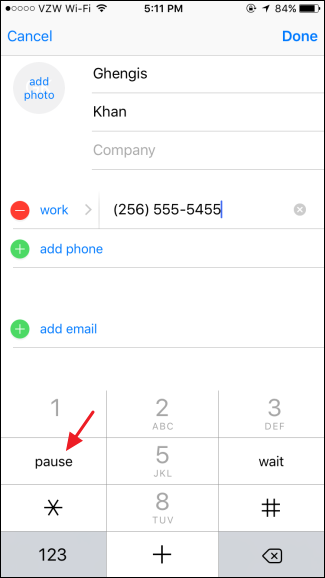 VZW Wi-Fi 5:11 PM 84%
Cancel Done
add
photo
Ghengis
Khan
Company
work (256) 555-5455
add phone
add email
1 2 3
ABC DEF
pause 5 wait
JKL
* 8 #
TUV
123 +